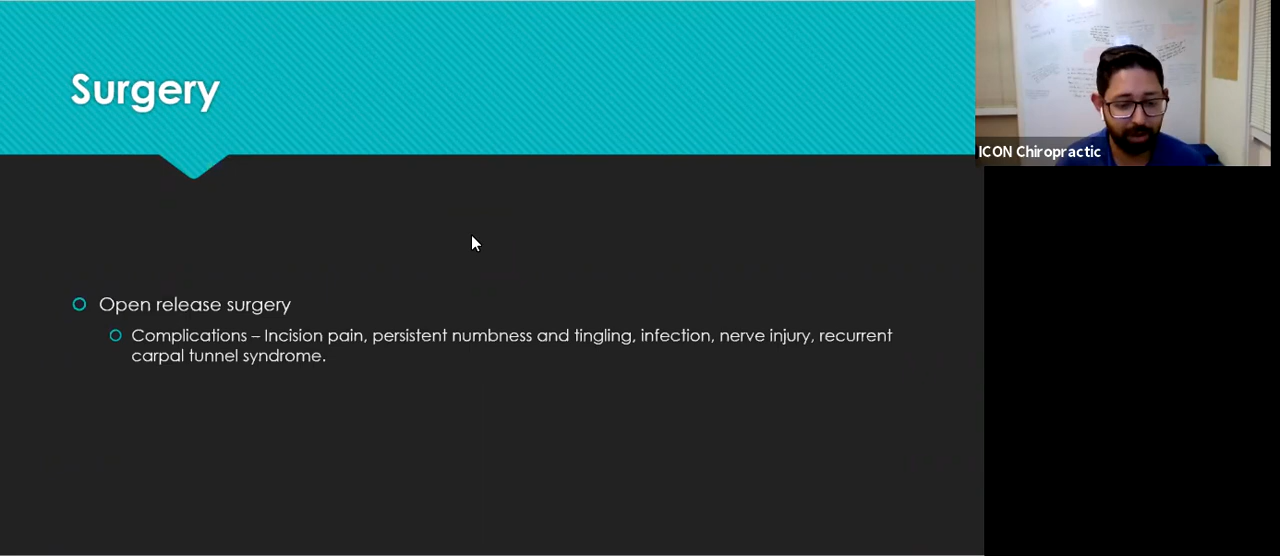 Surgery
ICON Chiropractic
Open release surgery
Complications – Incision pain, persistent numbness and tingling, infection, nerve injury, recurrent
carpal tunnel syndrome.